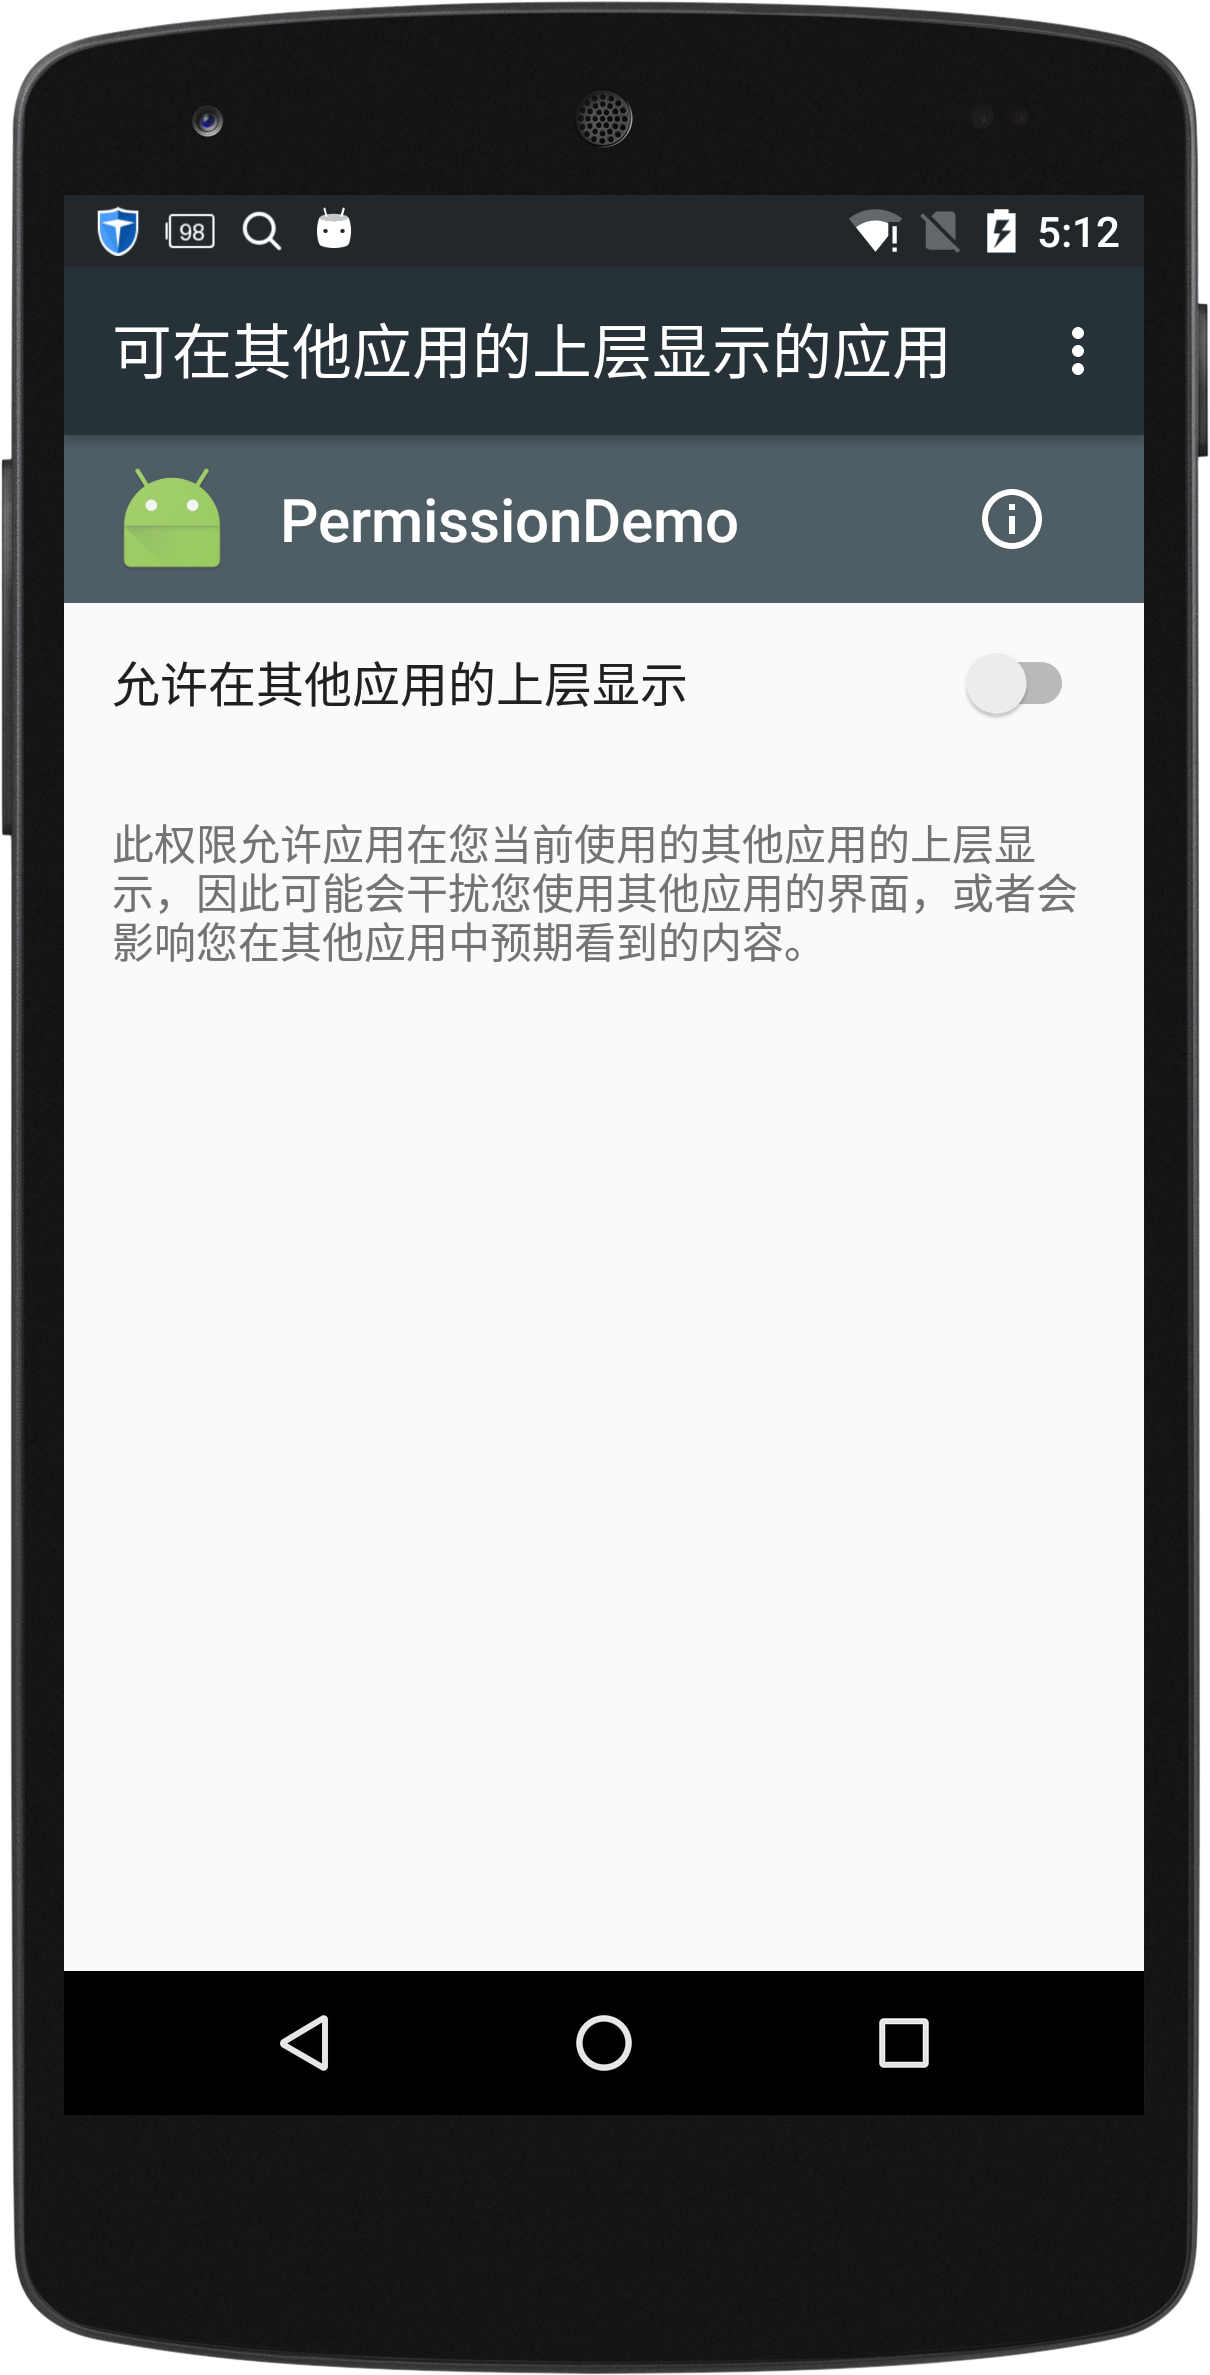 98
5:12
可在其他应用的上层显示的应用
PermissionDemo
允许在其他应用的上层显示
此权限允许应用在您当前使用的其他应用的上层显
示，因此可能会干扰您使用其他应用的界面，或者会
影响您在其他应用中预期看到的内容。